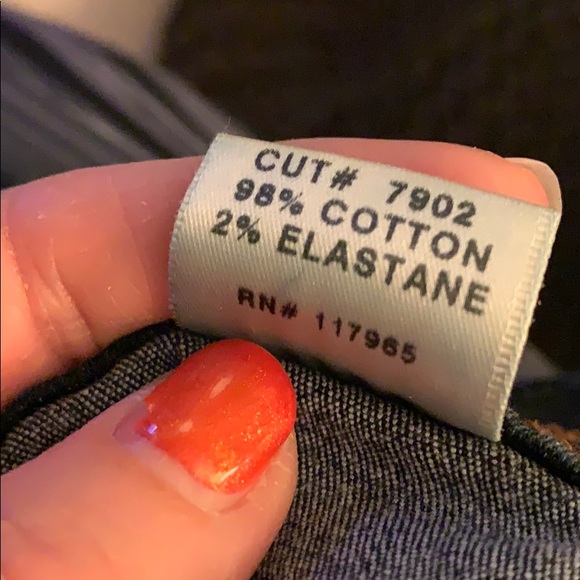 CUT# 7902
98% COTTON
2% ELASTANE
RN# 117965